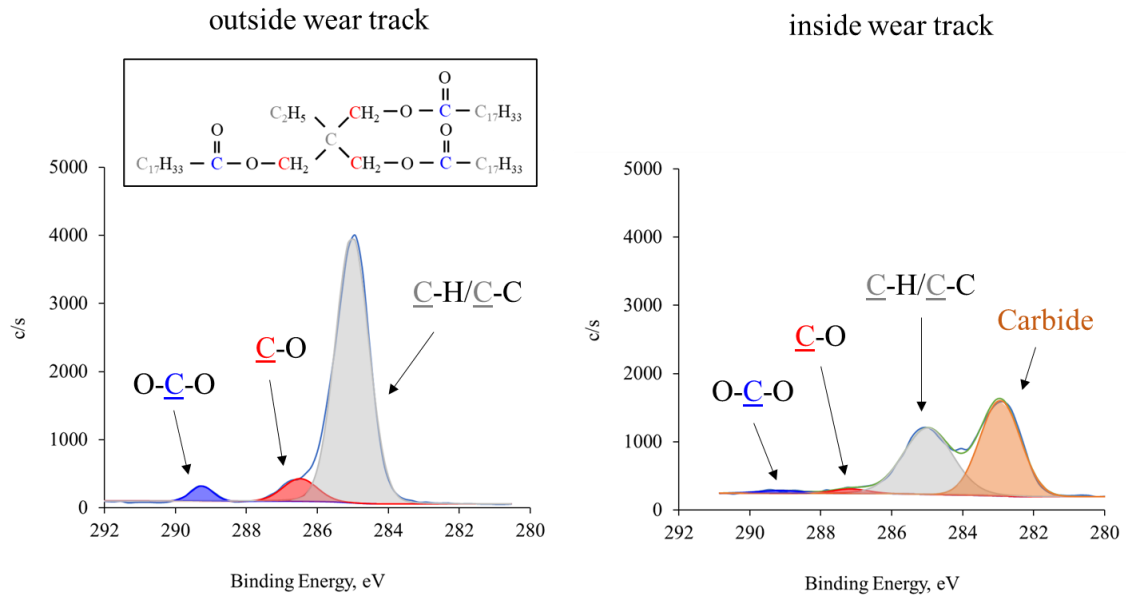 outside wear track
O
C₂H₅ CH₂ – O – C – C₁₇H₃₃
C
O O
C₁₇H₃₃ – C – O – CH₂ CH₂ – O – C – C₁₇H₃₃
5000
4000
3000
2000
1000
0
c/s
C-H/C-C
C-O
O-C-O
292 290 288 286 284 282 280
Binding Energy, eV
inside wear track
5000
4000
3000
2000
1000
0
c/s
C-H/C-C
Carbide
C-O
O-C-O
292 290 288 286 284 282 280
Binding Energy, eV